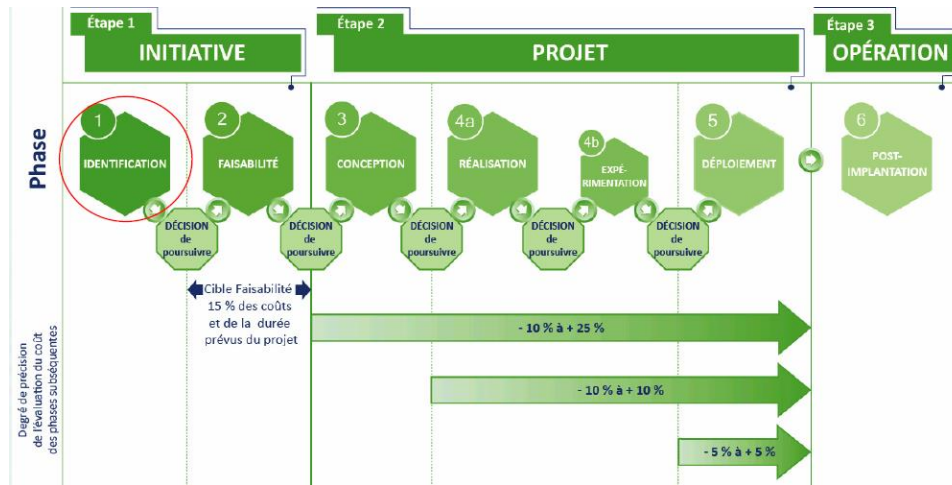 Étape 1
INITIATIVE
Étape 2
PROJET
Étape 3
OPÉRATION
Phase
1
IDENTIFICATION
2
FAISABILITÉ
3
CONCEPTION
4a
RÉALISATION
4b
EXPÉ-
RIMENTATION
5
DÉPLOIEMENT
6
POST-
IMPLANTATION
DÉCISION
de
poursuivre
DÉCISION
de
poursuivre
DÉCISION
de
poursuivre
DÉCISION
de
poursuivre
DÉCISION
de
poursuivre
Cible Faisabilité
15 % des coûts
et de la durée
prévus du projet
Degré de précision
de l'évaluation du coût
des phases subséquentes
- 10 % à + 25 %
- 10 % à + 10 %
- 5 % à + 5 %